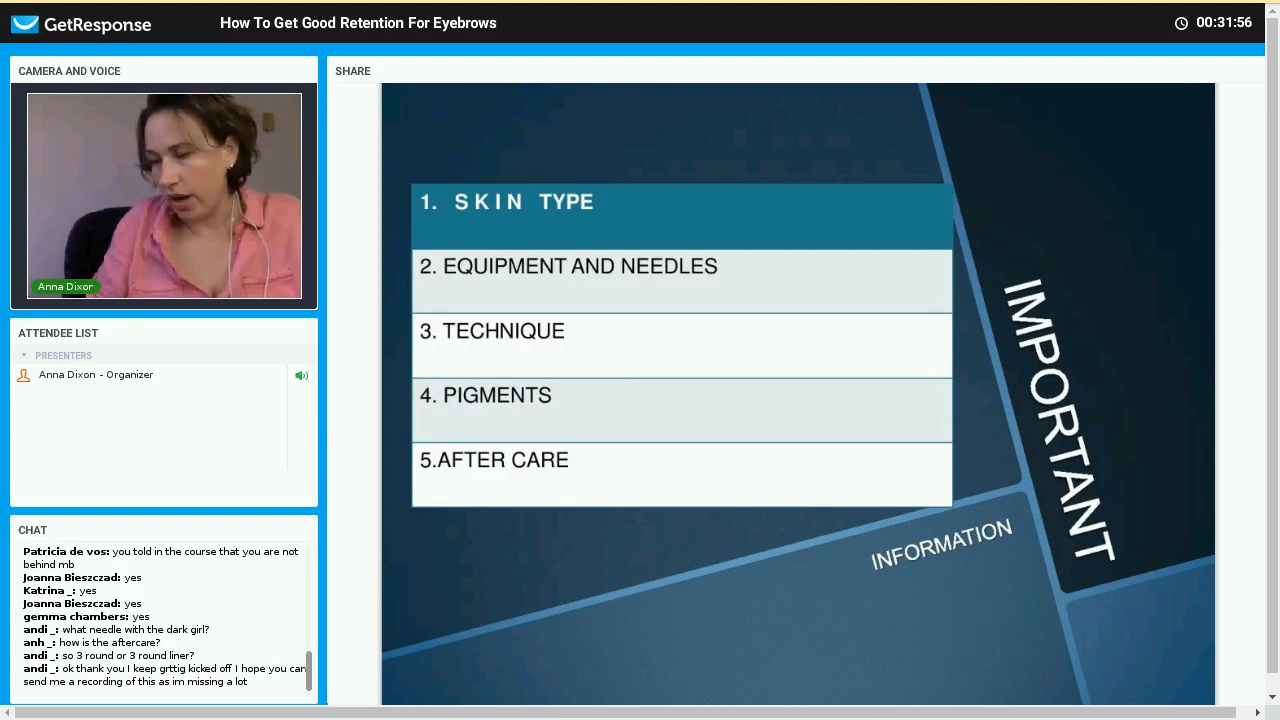 GetResponse
How To Get Good Retention For Eyebrows
00:31:56
CAMERA AND VOICE
Anna Dixon
ATTENDEE LIST
PRESENTERS
Anna Dixon - Organizer
CHAT
Patricia de vos: you told in the course that you are not
behind mb
Joanna Bieszczad: yes
Katrina _: yes
Joanna Bieszczad: yes
gemma chambers: yes
andi _: what needle with the dark girl?
anh _: how is the aftercare?
andi _: so 3 round or 3 round liner?
andi _: ok thank you I keep grttig kicked off I hope you can
send me a recording of this as im missing a lot
SHARE
1. SKIN TYPE
2. EQUIPMENT AND NEEDLES
3. TECHNIQUE
4. PIGMENTS
5.AFTER CARE
IMPORTANT
INFORMATION